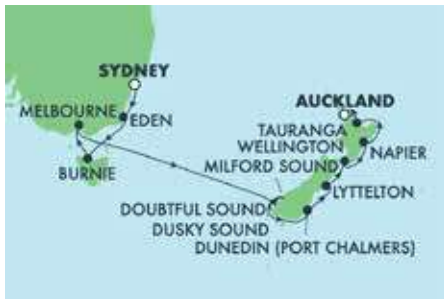 SYDNEY
MELBOURNE
EDEN
BURNIE
AUCKLAND
TAURANGA
WELLINGTON
NAPIER
MILFORD SOUND
LYTTELTON
DOUBTFUL SOUND
DUSKY SOUND
DUNEDIN (PORT CHALMERS)